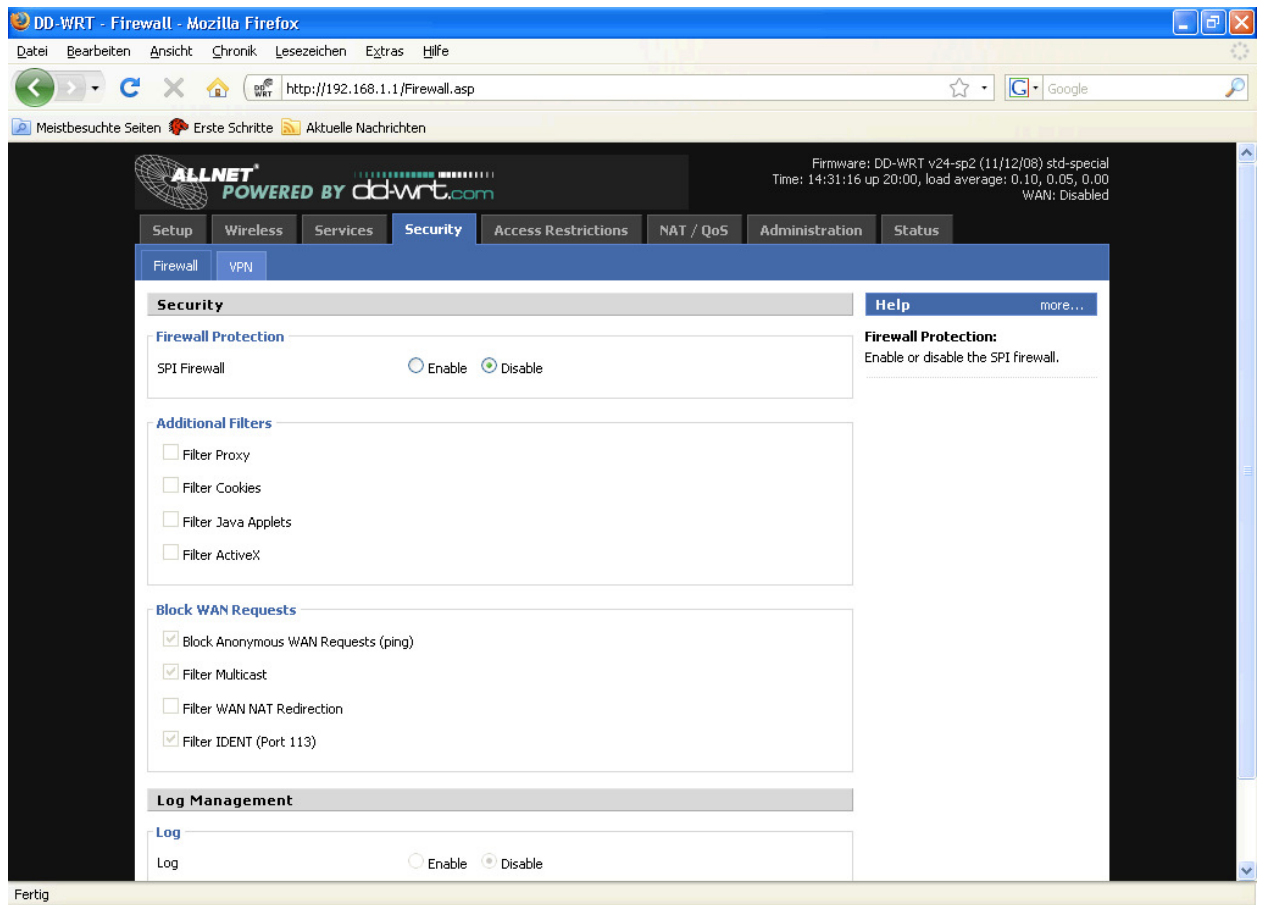 DD-WRT - Firewall - Mozilla Firefox
Datei Bearbeiten Ansicht Chronik Lesezeichen Extras Hilfe
DD WRT http://192.168.1.1/Firewall.asp G Google
Meistbesuchte Seiten Erste Schritte Aktuelle Nachrichten
ALLNET
POWERED BY dd-wrt.com
Firmware: DD-WRT v24-sp2 (11/12/08) std-special
Time: 14:31:16 up 20:00, load average: 0.10, 0.05, 0.00
WAN: Disabled
Setup Wireless Services Security Access Restrictions NAT / QoS Administration Status
Firewall VPN
Security
Firewall Protection
SPI Firewall Enable Disable
Additional Filters
Filter Proxy
Filter Cookies
Filter Java Applets
Filter ActiveX
Block WAN Requests
Block Anonymous WAN Requests (ping)
Filter Multicast
Filter WAN NAT Redirection
Filter IDENT (Port 113)
Log Management
Log
Log Enable Disable
Help more...
Firewall Protection:
Enable or disable the SPI firewall.
Fertig